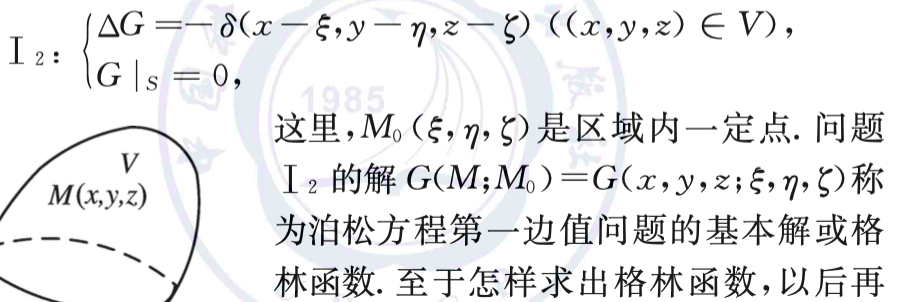 Ⅰ₂: { ΔG = −δ(x−ξ, y−η, z−ζ) ((x,y,z) ∈ V),
G|_S = 0,
这里,M₀(ξ,η,ζ)是区域内一定点. 问题
Ⅰ₂ 的解 G(M;M₀)=G(x,y,z;ξ,η,ζ)称
为泊松方程第一边值问题的基本解或格
林函数. 至于怎样求出格林函数,以后再
V
M(x,y,z)
1985